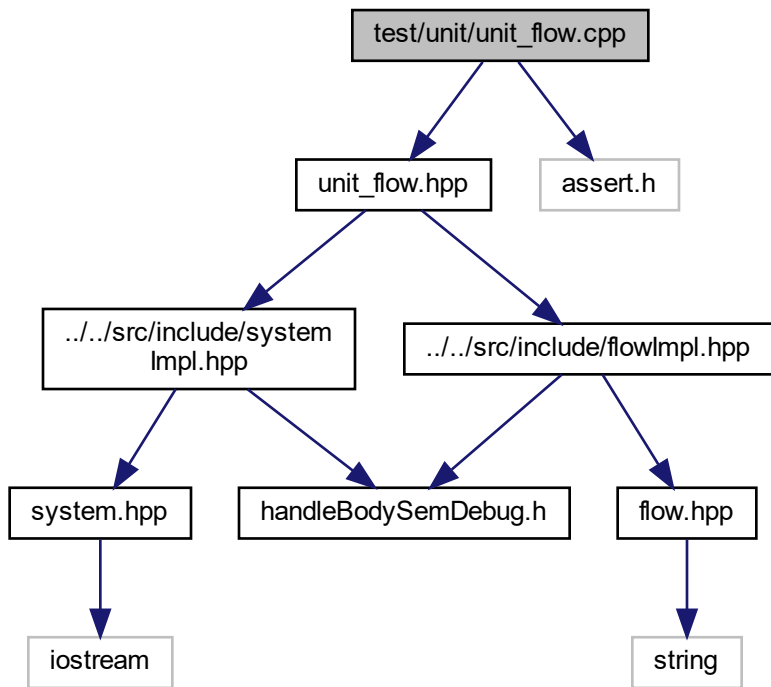 test/unit/unit_flow.cpp
unit_flow.hpp
assert.h
../../src/include/system
Impl.hpp
../../src/include/flowImpl.hpp
system.hpp
handleBodySemDebug.h
flow.hpp
iostream
string